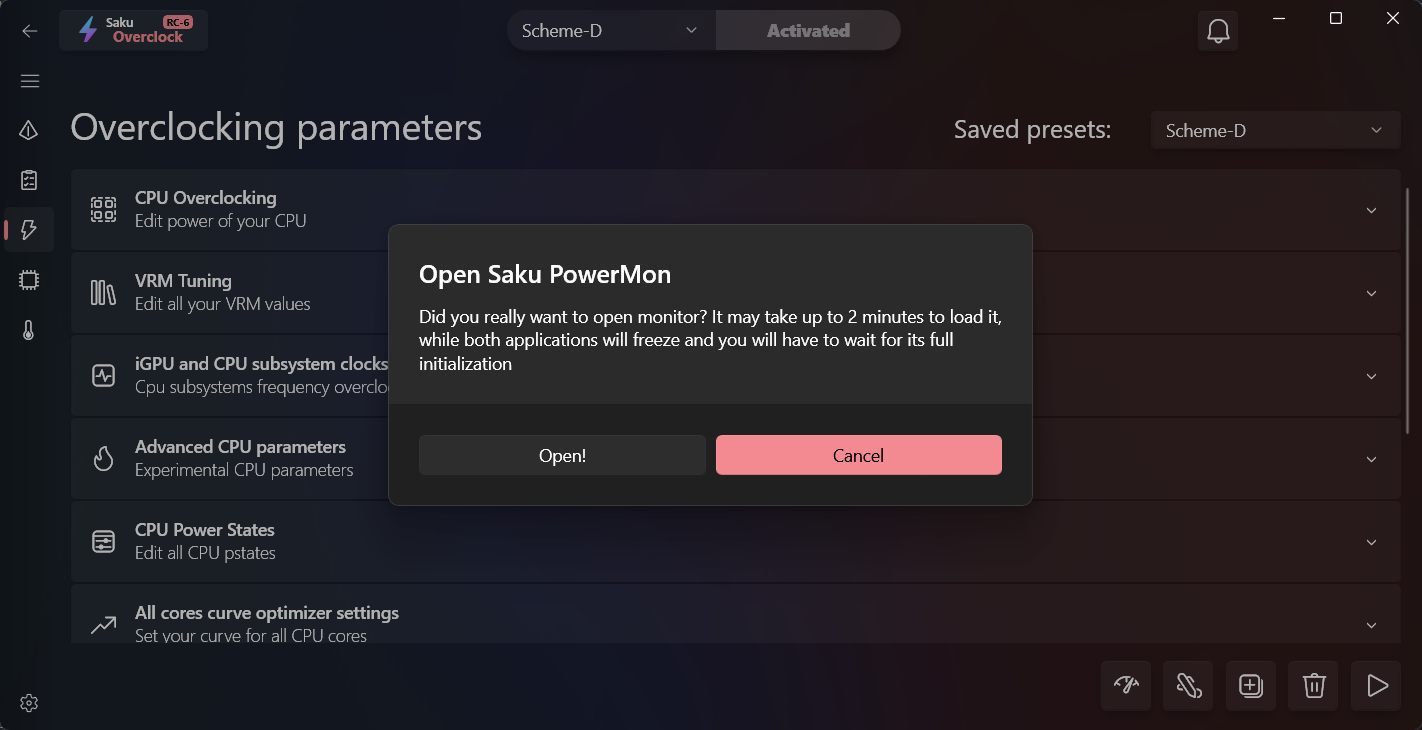 Saku RC-6
Overclock
Scheme-D
Activated
Overclocking parameters
Saved presets:
Scheme-D
CPU Overclocking
Edit power of your CPU
VRM Tuning
Edit all your VRM values
iGPU and CPU subsystem clocks
Cpu subsystems frequency overclo
Advanced CPU parameters
Experimental CPU parameters
CPU Power States
Edit all CPU pstates
All cores curve optimizer settings
Set your curve for all CPU cores
Open Saku PowerMon
Did you really want to open monitor? It may take up to 2 minutes to load it,
while both applications will freeze and you will have to wait for its full
initialization
Open!
Cancel